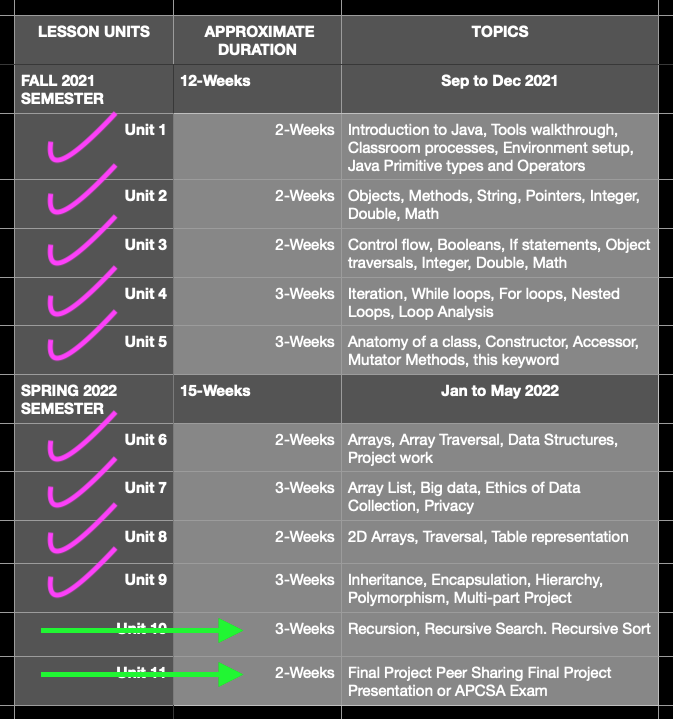 LESSON UNITS
APPROXIMATE
DURATION
TOPICS
FALL 2021
SEMESTER
12-Weeks
Sep to Dec 2021
Unit 1
2-Weeks
Introduction to Java, Tools walkthrough,
Classroom processes, Environment setup,
Java Primitive types and Operators
Unit 2
2-Weeks
Objects, Methods, String, Pointers, Integer,
Double, Math
Unit 3
2-Weeks
Control flow, Booleans, If statements, Object
traversals, Integer, Double, Math
Unit 4
3-Weeks
Iteration, While loops, For loops, Nested
Loops, Loop Analysis
Unit 5
3-Weeks
Anatomy of a class, Constructor, Accessor,
Mutator Methods, this keyword
SPRING 2022
SEMESTER
15-Weeks
Jan to May 2022
Unit 6
2-Weeks
Arrays, Array Traversal, Data Structures,
Project work
Unit 7
3-Weeks
Array List, Big data, Ethics of Data
Collection, Privacy
Unit 8
2-Weeks
2D Arrays, Traversal, Table representation
Unit 9
3-Weeks
Inheritance, Encapsulation, Hierarchy,
Polymorphism, Multi-part Project
Unit 10
3-Weeks
Recursion, Recursive Search. Recursive Sort
Unit 11
2-Weeks
Final Project Peer Sharing Final Project
Presentation or APCSA Exam